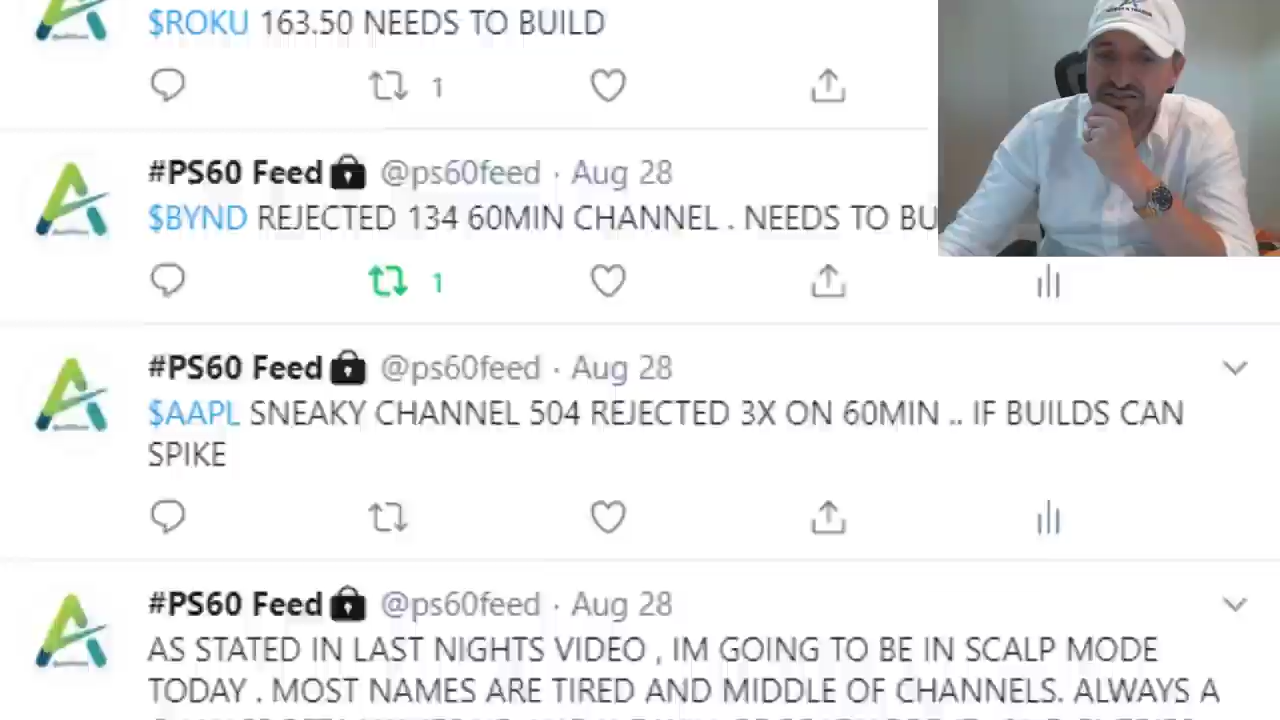 $ROKU 163.50 NEEDS TO BUILD
1
#PS60 Feed @ps60feed · Aug 28
$BYND REJECTED 134 60MIN CHANNEL . NEEDS TO BU
1
#PS60 Feed @ps60feed · Aug 28
$AAPL SNEAKY CHANNEL 504 REJECTED 3X ON 60MIN .. IF BUILDS CAN
SPIKE
#PS60 Feed @ps60feed · Aug 28
AS STATED IN LAST NIGHTS VIDEO , IM GOING TO BE IN SCALP MODE
TODAY . MOST NAMES ARE TIRED AND MIDDLE OF CHANNELS. ALWAYS A